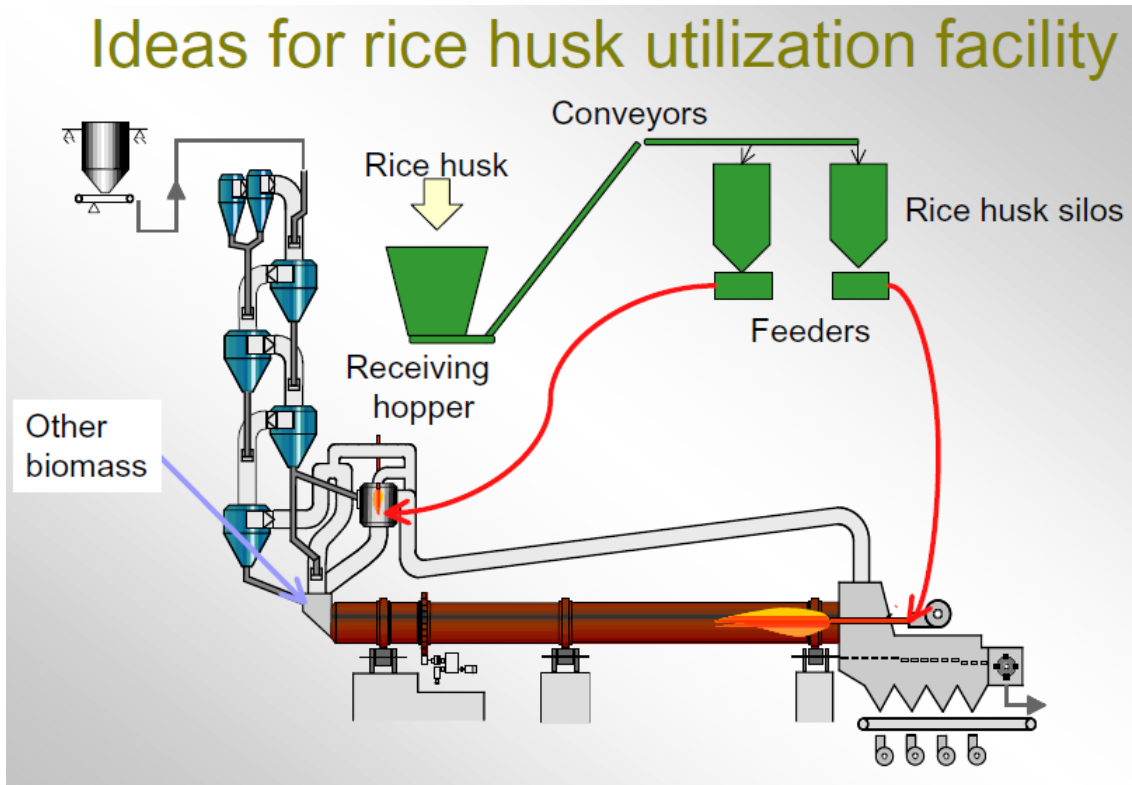 Ideas for rice husk utilization facility
Conveyors
Rice husk
Rice husk silos
Feeders
Receiving
hopper
Other
biomass